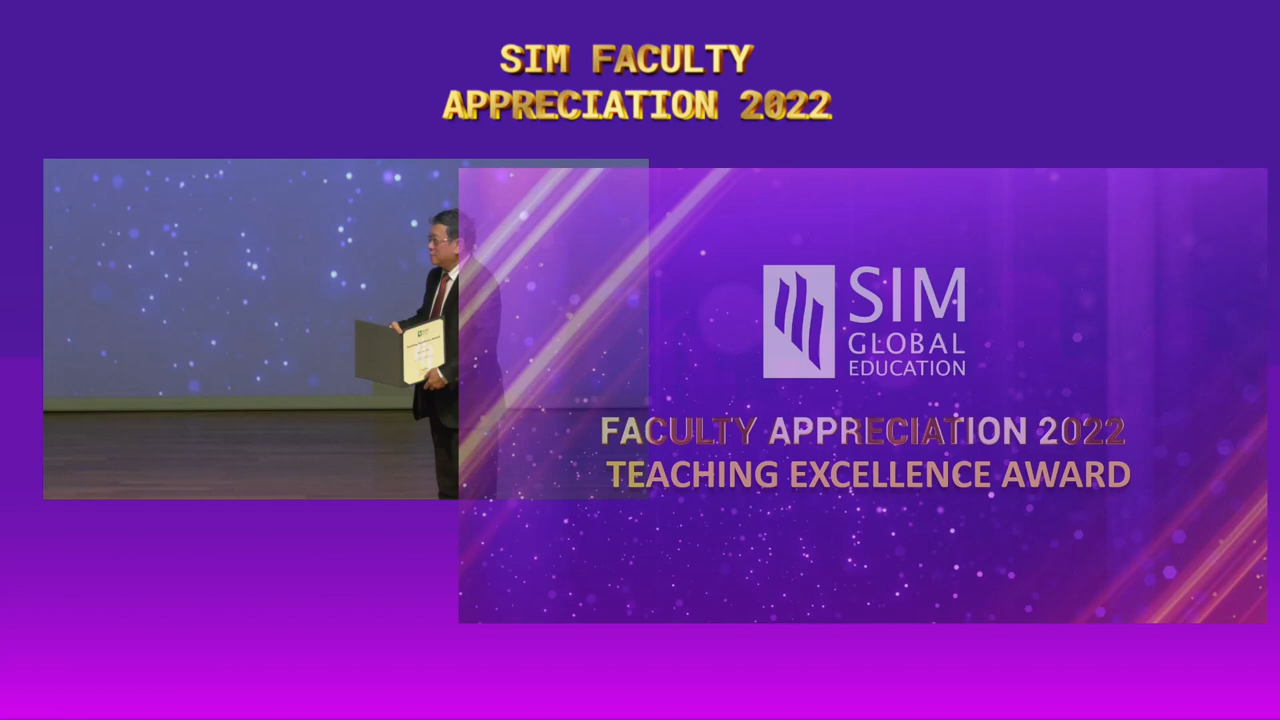 SIM FACULTY
APPRECIATION 2022
SIM
GLOBAL
EDUCATION
FACULTY APPRECIATION 2022
TEACHING EXCELLENCE AWARD